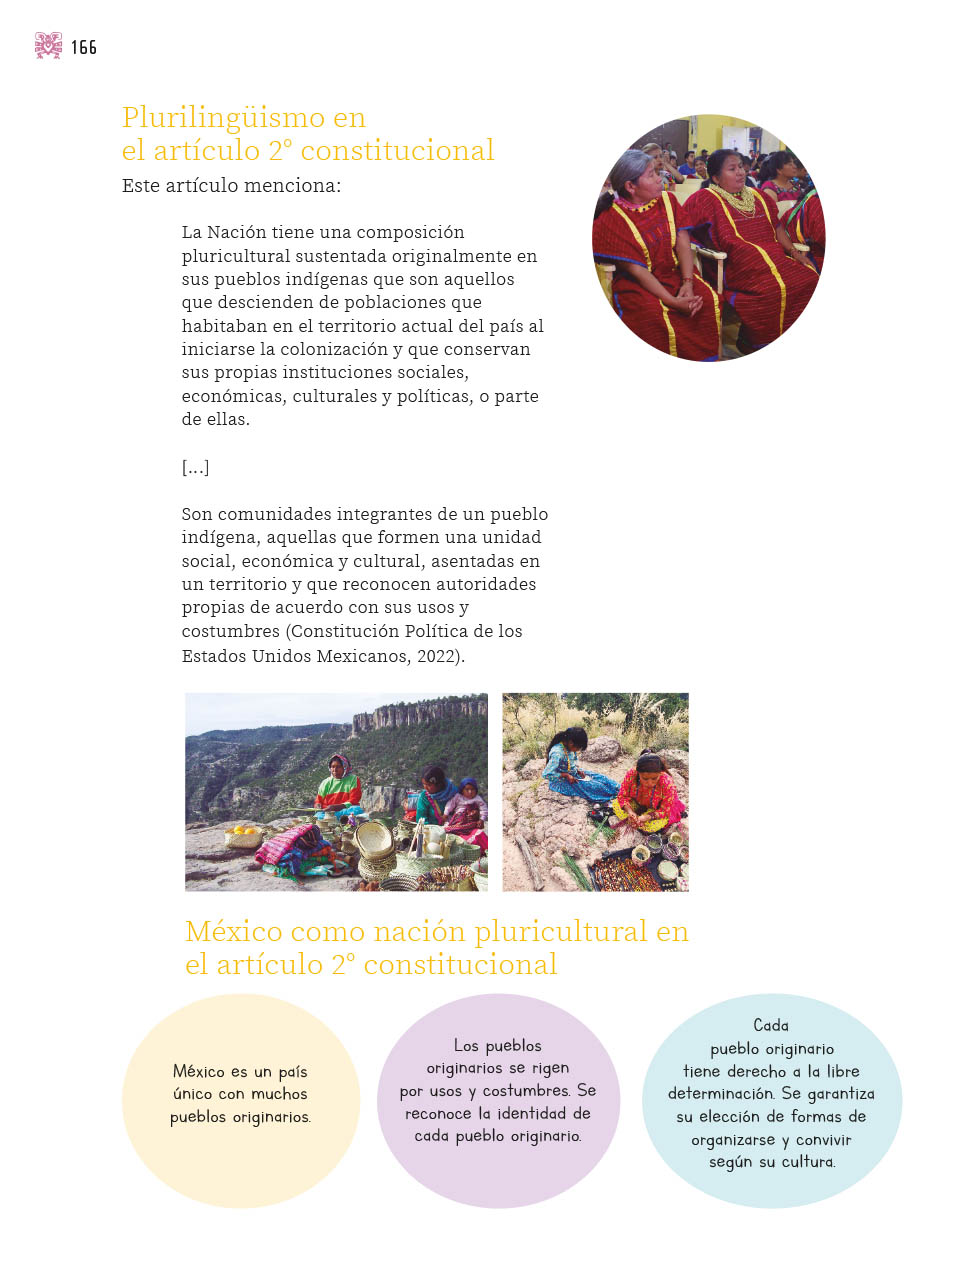 166
Plurilingüismo en
el artículo 2° constitucional
Este artículo menciona:
La Nación tiene una composición
pluricultural sustentada originalmente en
sus pueblos indígenas que son aquellos
que descienden de poblaciones que
habitaban en el territorio actual del país al
iniciarse la colonización y que conservan
sus propias instituciones sociales,
económicas, culturales y políticas, o parte
de ellas.
[...]
Son comunidades integrantes de un pueblo
indígena, aquellas que formen una unidad
social, económica y cultural, asentadas en
un territorio y que reconocen autoridades
propias de acuerdo con sus usos y
costumbres (Constitución Política de los
Estados Unidos Mexicanos, 2022).
México como nación pluricultural en
el artículo 2° constitucional
México es un país
único con muchos
pueblos originarios.
Los pueblos
originarios se rigen
por usos y costumbres. Se
reconoce la identidad de
cada pueblo originario.
Cada
pueblo originario
tiene derecho a la libre
determinación. Se garantiza
su elección de formas de
organizarse y convivir
según su cultura.